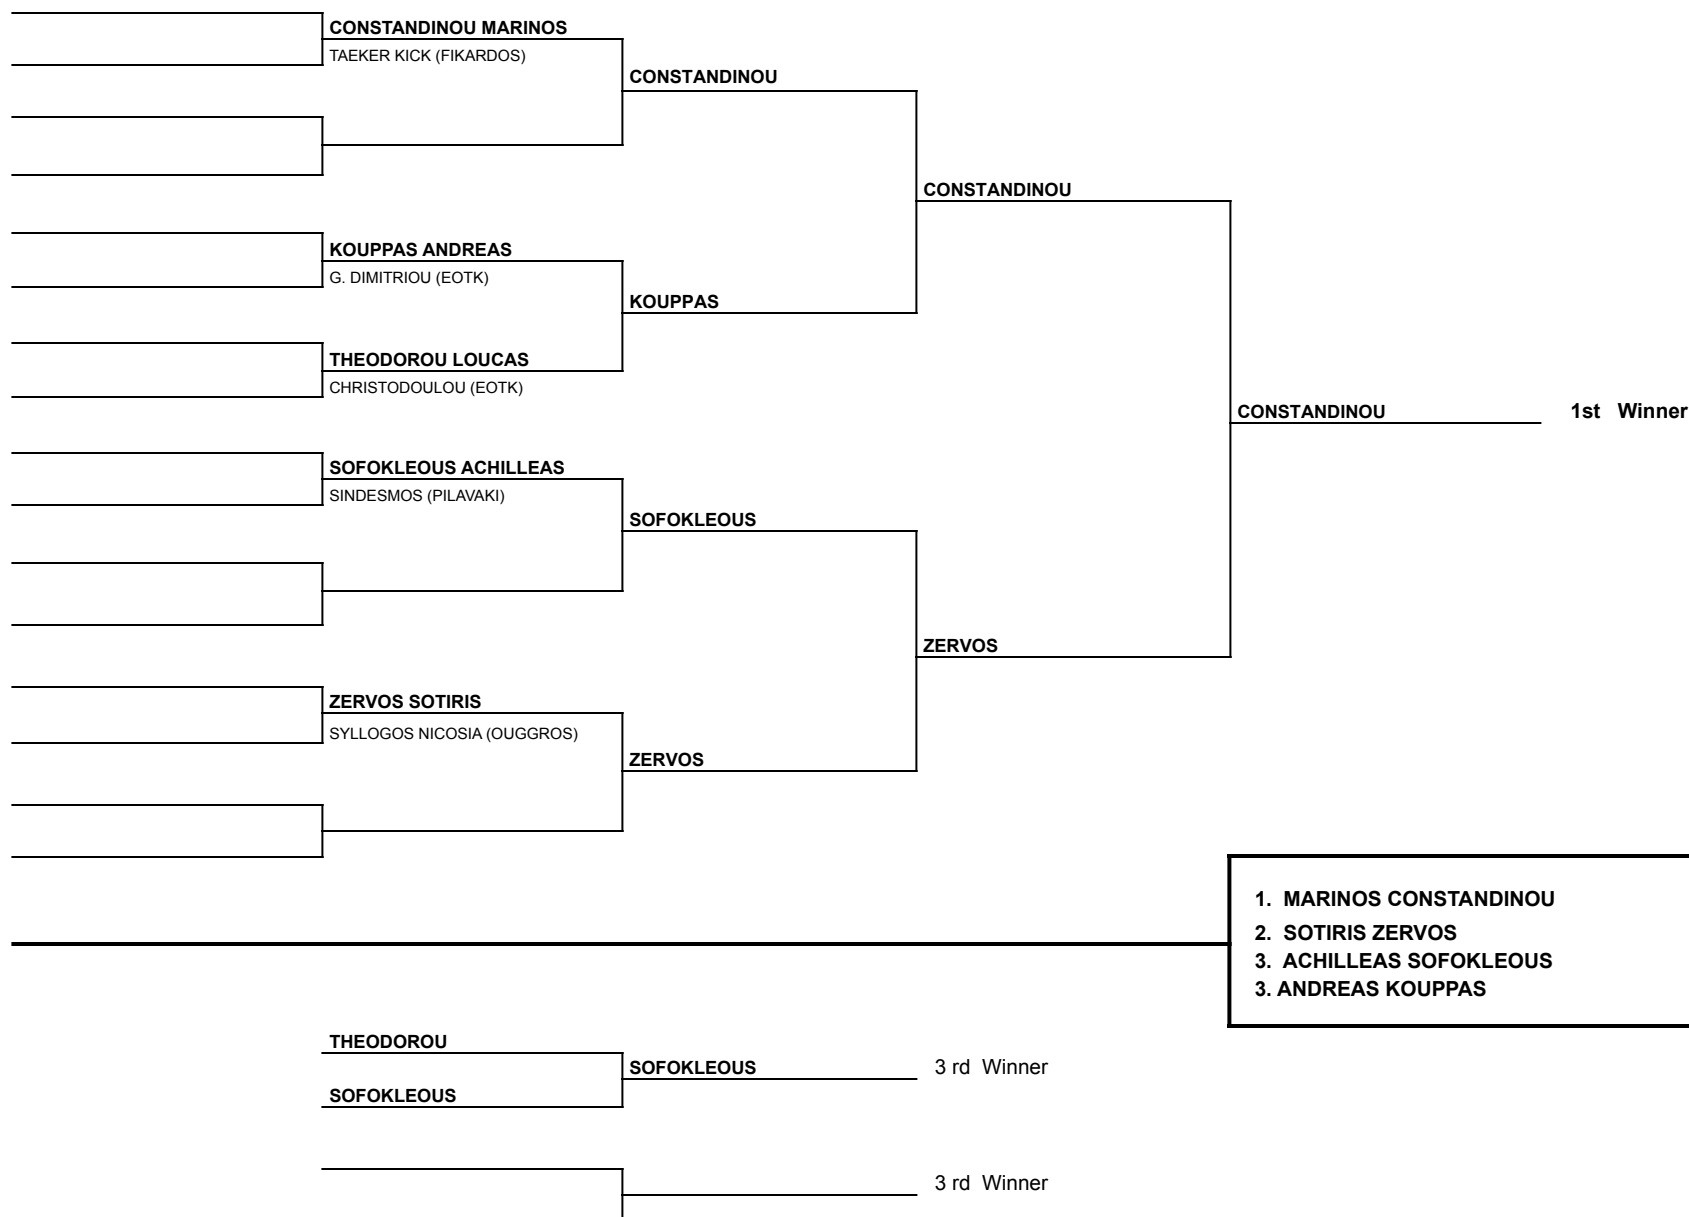 CONSTANDINOU MARINOS
TAEKER KICK (FIKARDOS)
CONSTANDINOU
CONSTANDINOU
KOUPPAS ANDREAS
G. DIMITRIOU (EOTK)
KOUPPAS
THEODOROU LOUCAS
CHRISTODOULOU (EOTK)
CONSTANDINOU
1st Winner
SOFOKLEOUS ACHILLEAS
SINDESMOS (PILAVAKI)
SOFOKLEOUS
ZERVOS
ZERVOS SOTIRIS
SYLLOGOS NICOSIA (OUGGROS)
ZERVOS
1. MARINOS CONSTANDINOU
2. SOTIRIS ZERVOS
3. ACHILLEAS SOFOKLEOUS
3. ANDREAS KOUPPAS
THEODOROU
SOFOKLEOUS
3 rd Winner
SOFOKLEOUS
3 rd Winner